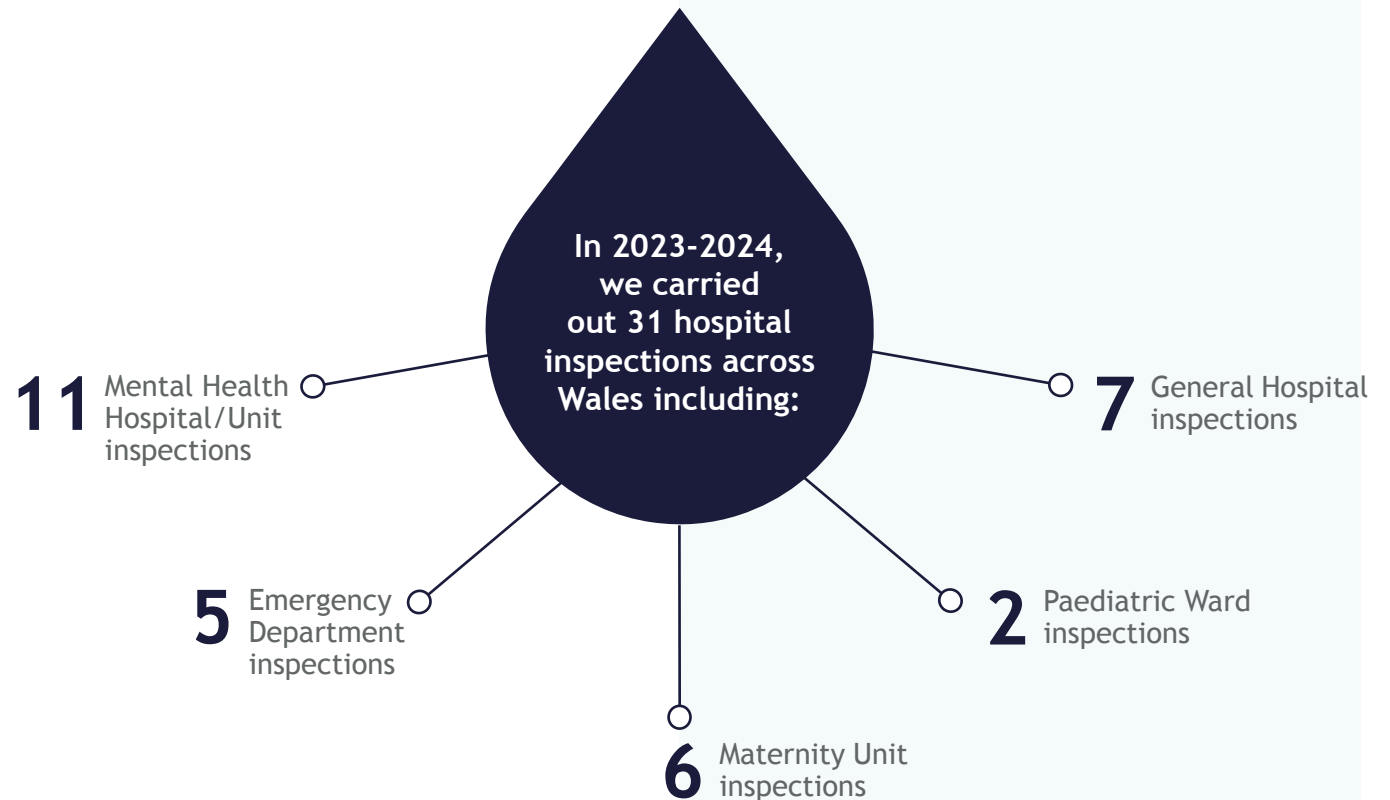 In 2023-2024,
we carried
out 31 hospital
inspections across
Wales including:
11 Mental Health
Hospital/Unit
inspections
5 Emergency
Department
inspections
6 Maternity Unit
inspections
2 Paediatric Ward
inspections
7 General Hospital
inspections